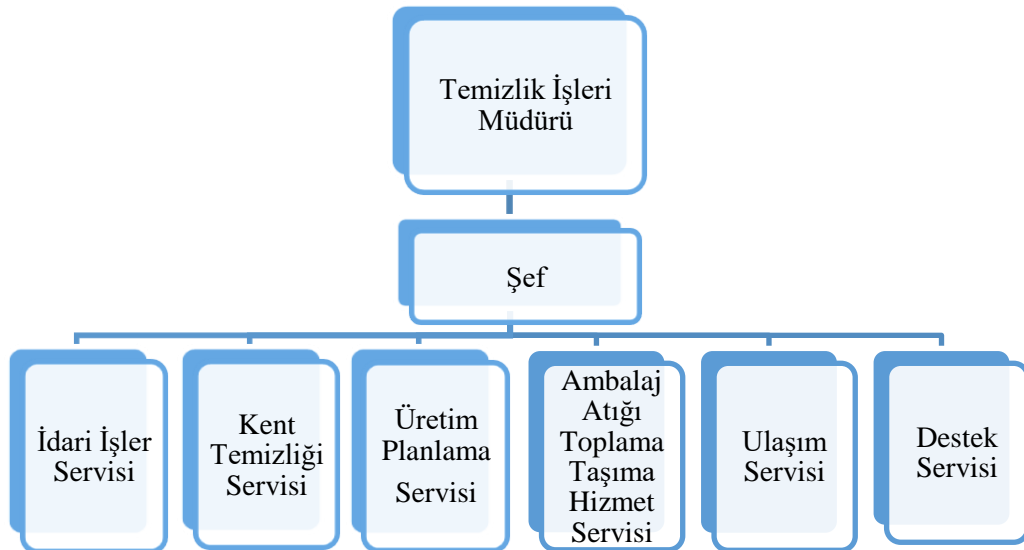 Temizlik İşleri
Müdürü
Şef
İdari İşler
Servisi
Kent
Temizliği
Servisi
Üretim
Planlama
Servisi
Ambalaj
Atığı
Toplama
Taşıma
Hizmet
Servisi
Ulaşım
Servisi
Destek
Servisi